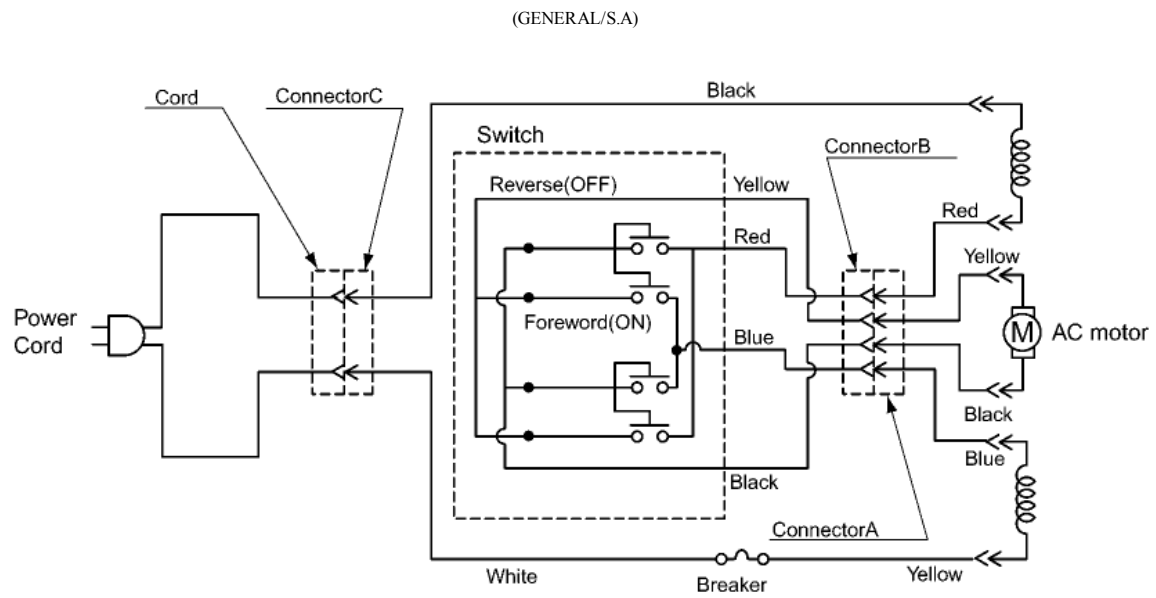 (GENERAL/S.A)
Cord
ConnectorC
Black
Switch
ConnectorB
Reverse(OFF)
Yellow
Red
Red
Yellow
Power
Cord
Foreword(ON)
Blue
M
AC motor
Black
Blue
Black
ConnectorA
White
Breaker
Yellow